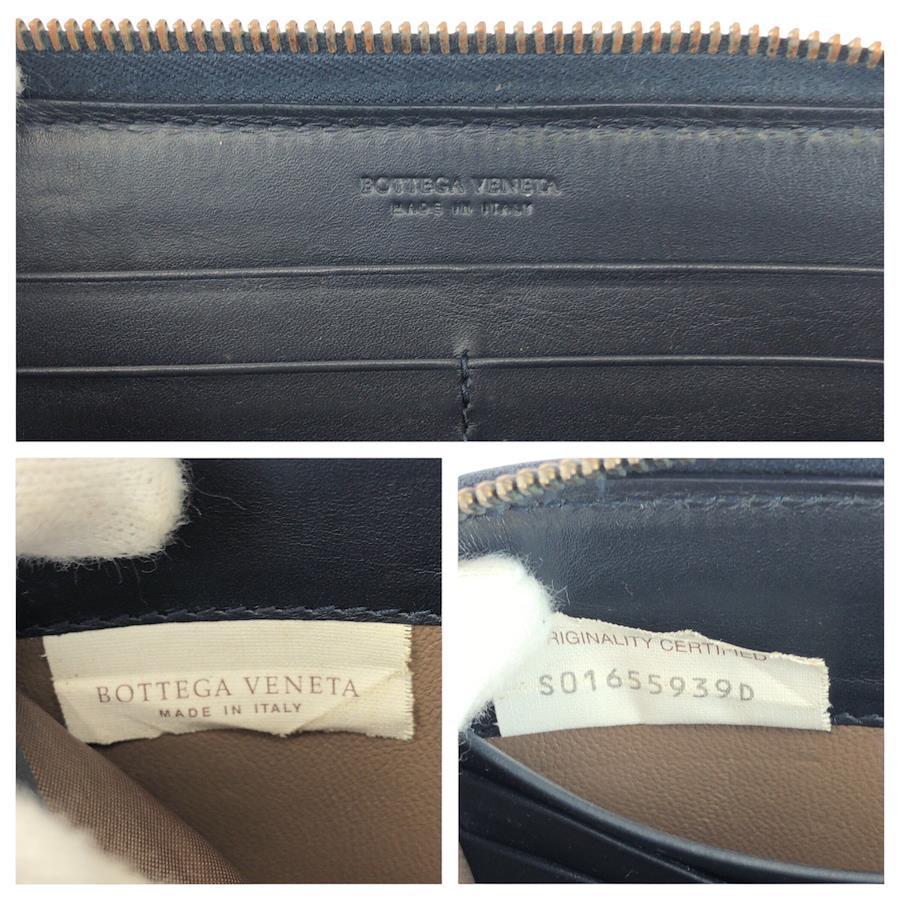 BOTTEGA VENETA
MADE IN ITALY
BOTTEGA VENETA
MADE IN ITALY
RIGINALITY CERTIFIED
S01655939D